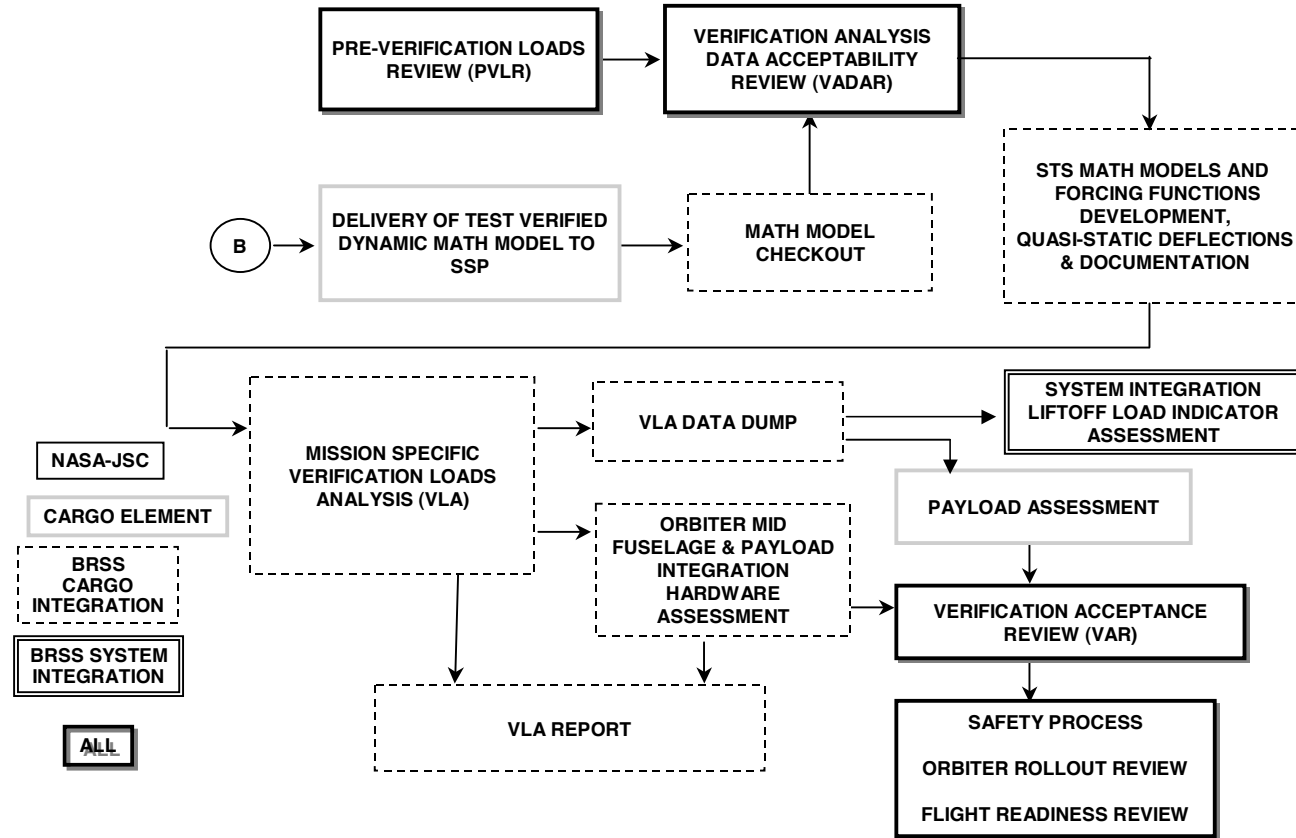 PRE-VERIFICATION LOADS
REVIEW (PVLR)
VERIFICATION ANALYSIS
DATA ACCEPTABILITY
REVIEW (VADAR)
STS MATH MODELS AND
FORCING FUNCTIONS
DEVELOPMENT,
QUASI-STATIC DEFLECTIONS
& DOCUMENTATION
B
DELIVERY OF TEST VERIFIED
DYNAMIC MATH MODEL TO
SSP
MATH MODEL
CHECKOUT
MISSION SPECIFIC
VERIFICATION LOADS
ANALYSIS (VLA)
VLA DATA DUMP
SYSTEM INTEGRATION
LIFTOFF LOAD INDICATOR
ASSESSMENT
PAYLOAD ASSESSMENT
ORBITER MID
FUSELAGE & PAYLOAD
INTEGRATION
HARDWARE
ASSESSMENT
VERIFICATION ACCEPTANCE
REVIEW (VAR)
VLA REPORT
SAFETY PROCESS
ORBITER ROLLOUT REVIEW
FLIGHT READINESS REVIEW
NASA-JSC
CARGO ELEMENT
BRSS
CARGO
INTEGRATION
BRSS SYSTEM
INTEGRATION
ALL